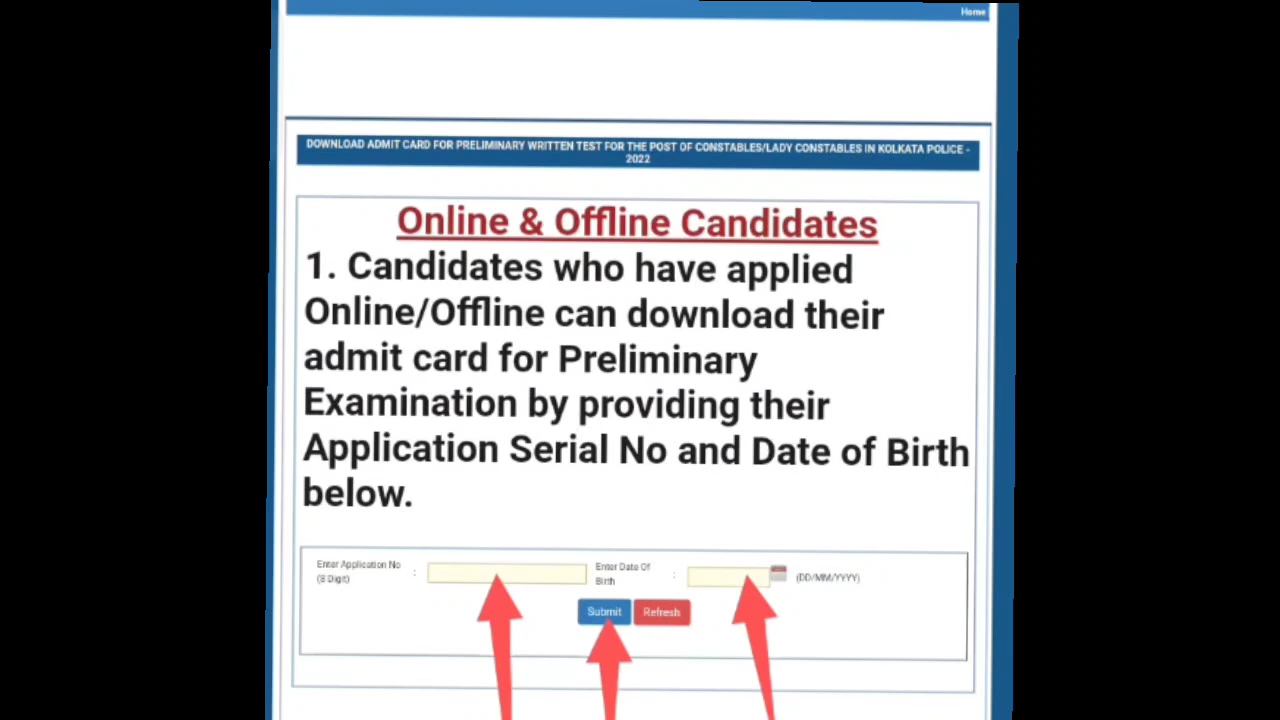 Home
DOWNLOAD ADMIT CARD FOR PRELIMINARY WRITTEN TEST FOR THE POST OF CONSTABLES/LADY CONSTABLES IN KOLKATA POLICE -
2022
Online & Offline Candidates
1. Candidates who have applied
Online/Offline can download their
admit card for Preliminary
Examination by providing their
Application Serial No and Date of Birth
below.
Enter Application No
(8 Digit)
:
Enter Date Of
Birth
:
(DD/MM/YYYY)
Submit
Refresh